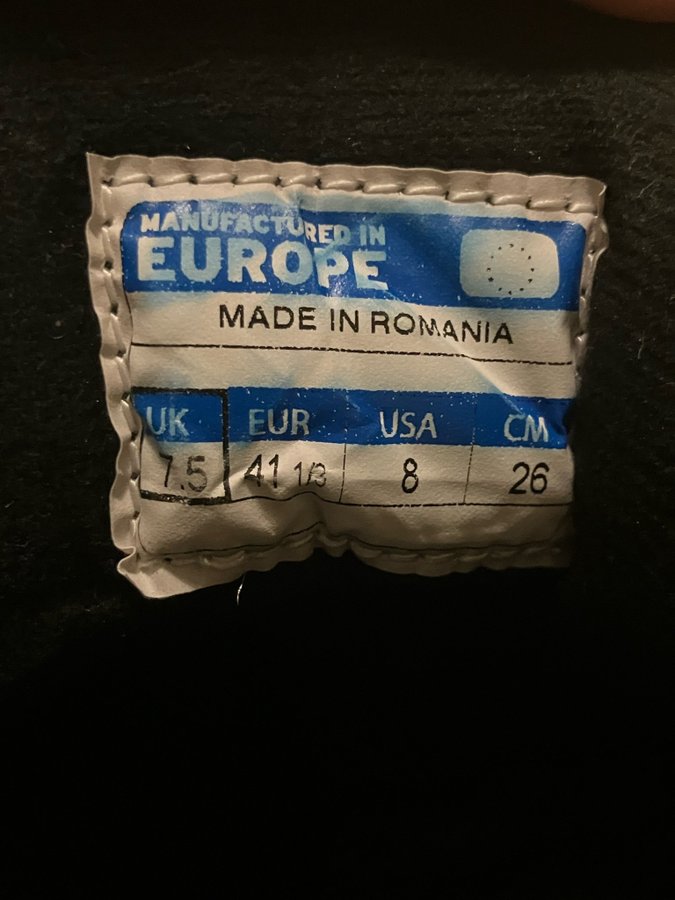 MANUFACTURED IN
EUROPE
MADE IN ROMANIA
UK EUR USA CM
7.5 41 1/3 8 26